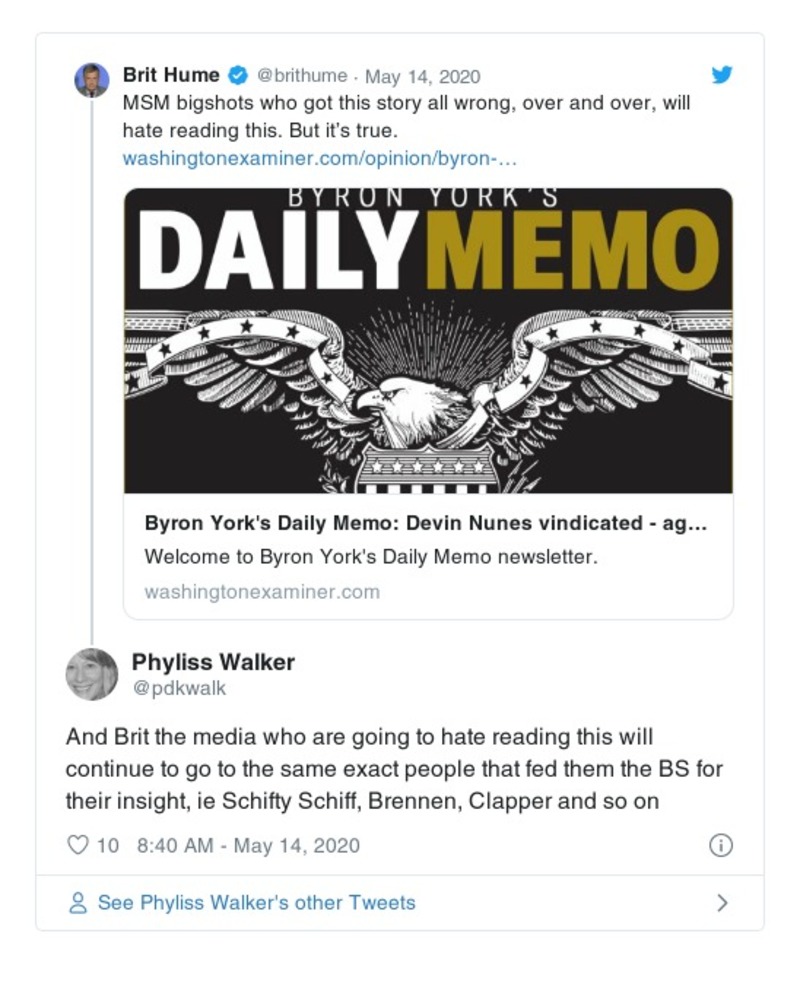 Brit Hume @brithume · May 14, 2020
MSM bigshots who got this story all wrong, over and over, will
hate reading this. But it’s true.
washingtonexaminer.com/opinion/byron-…
BYRON YORK'S
DAILYMEMO
Byron York's Daily Memo: Devin Nunes vindicated - ag...
Welcome to Byron York's Daily Memo newsletter.
washingtonexaminer.com
Phyliss Walker
@pdkwalk
And Brit the media who are going to hate reading this will
continue to go to the same exact people that fed them the BS for
their insight, ie Schifty Schiff, Brennen, Clapper and so on
10 8:40 AM - May 14, 2020
See Phyliss Walker's other Tweets